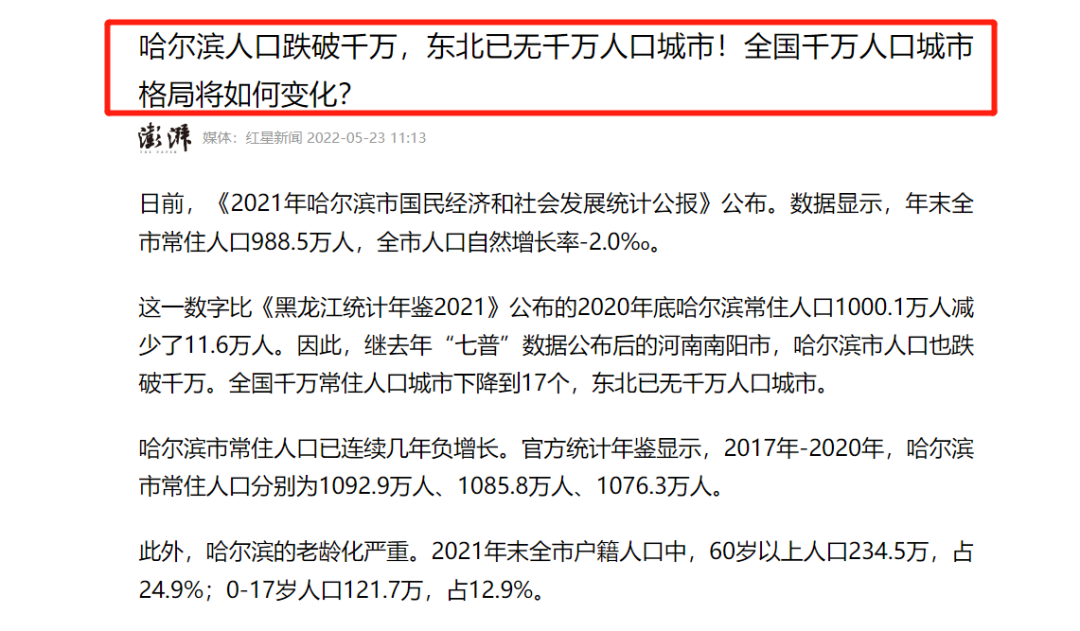 哈尔滨人口跌破千万，东北已无千万人口城市！全国千万人口城市
格局将如何变化？
澎湃 媒体：红星新闻 2022-05-23 11:13
日前，《2021年哈尔滨市国民经济和社会发展统计公报》公布。数据显示，年末全
市常住人口988.5万人，全市人口自然增长率-2.0‰。
这一数字比《黑龙江统计年鉴2021》公布的2020年底哈尔滨常住人口1000.1万人减
少了11.6万人。因此，继去年“七普”数据公布后的河南南阳市，哈尔滨市人口也跌
破千万。全国千万常住人口城市下降到17个，东北已无千万人口城市。
哈尔滨市常住人口已连续几年负增长。官方统计年鉴显示，2017年-2020年，哈尔滨
市常住人口分别为1092.9万人、1085.8万人、1076.3万人。
此外，哈尔滨的老龄化严重。2021年末全市户籍人口中，60岁以上人口234.5万，占
24.9%；0-17岁人口121.7万，占12.9%。